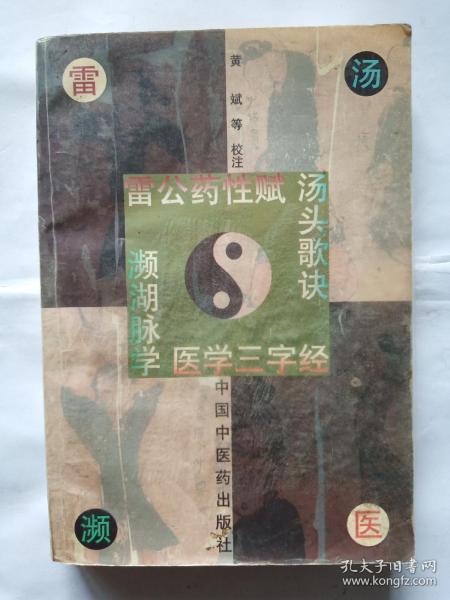 雷
汤
黄斌等校注
雷公药性赋
汤头歌诀
濒湖脉学
医学三字经
中国中医药出版社
濒
医
孔夫子旧书网
www.kongfz.com